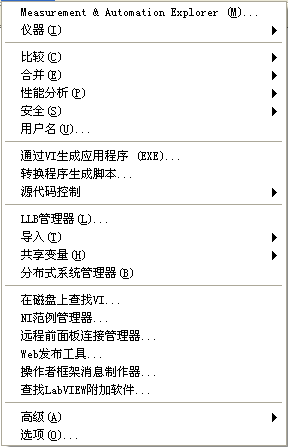 Measurement & Automation Explorer (M)...
仪器(I)
比较(C)
合并(E)
性能分析(P)
安全(S)
用户名(U)...
通过VI生成应用程序 (EXE)...
转换程序生成脚本...
源代码控制
LLB管理器(L)...
导入(T)
共享变量(H)
分布式系统管理器(B)
在磁盘上查找VI...
NI范例管理器...
远程前面板连接管理器...
Web发布工具...
操作者框架消息制作器...
查找LabVIEW附加软件...
高级(A)
选项(O)...